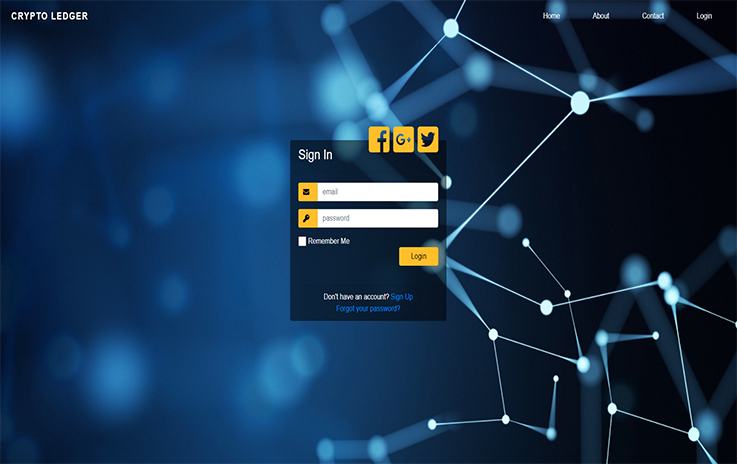 CRYPTO LEDGER
Home About Contact Login
Sign In
email
password
Remember Me
Login
Don't have an account? Sign Up
Forgot your password?